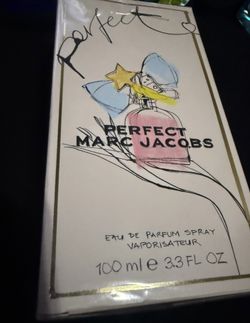 perfect
PERFECT
MARC JACOBS
EAU DE PARFUM SPRAY
VAPORISATEUR
100 ml e 3.3 FL OZ